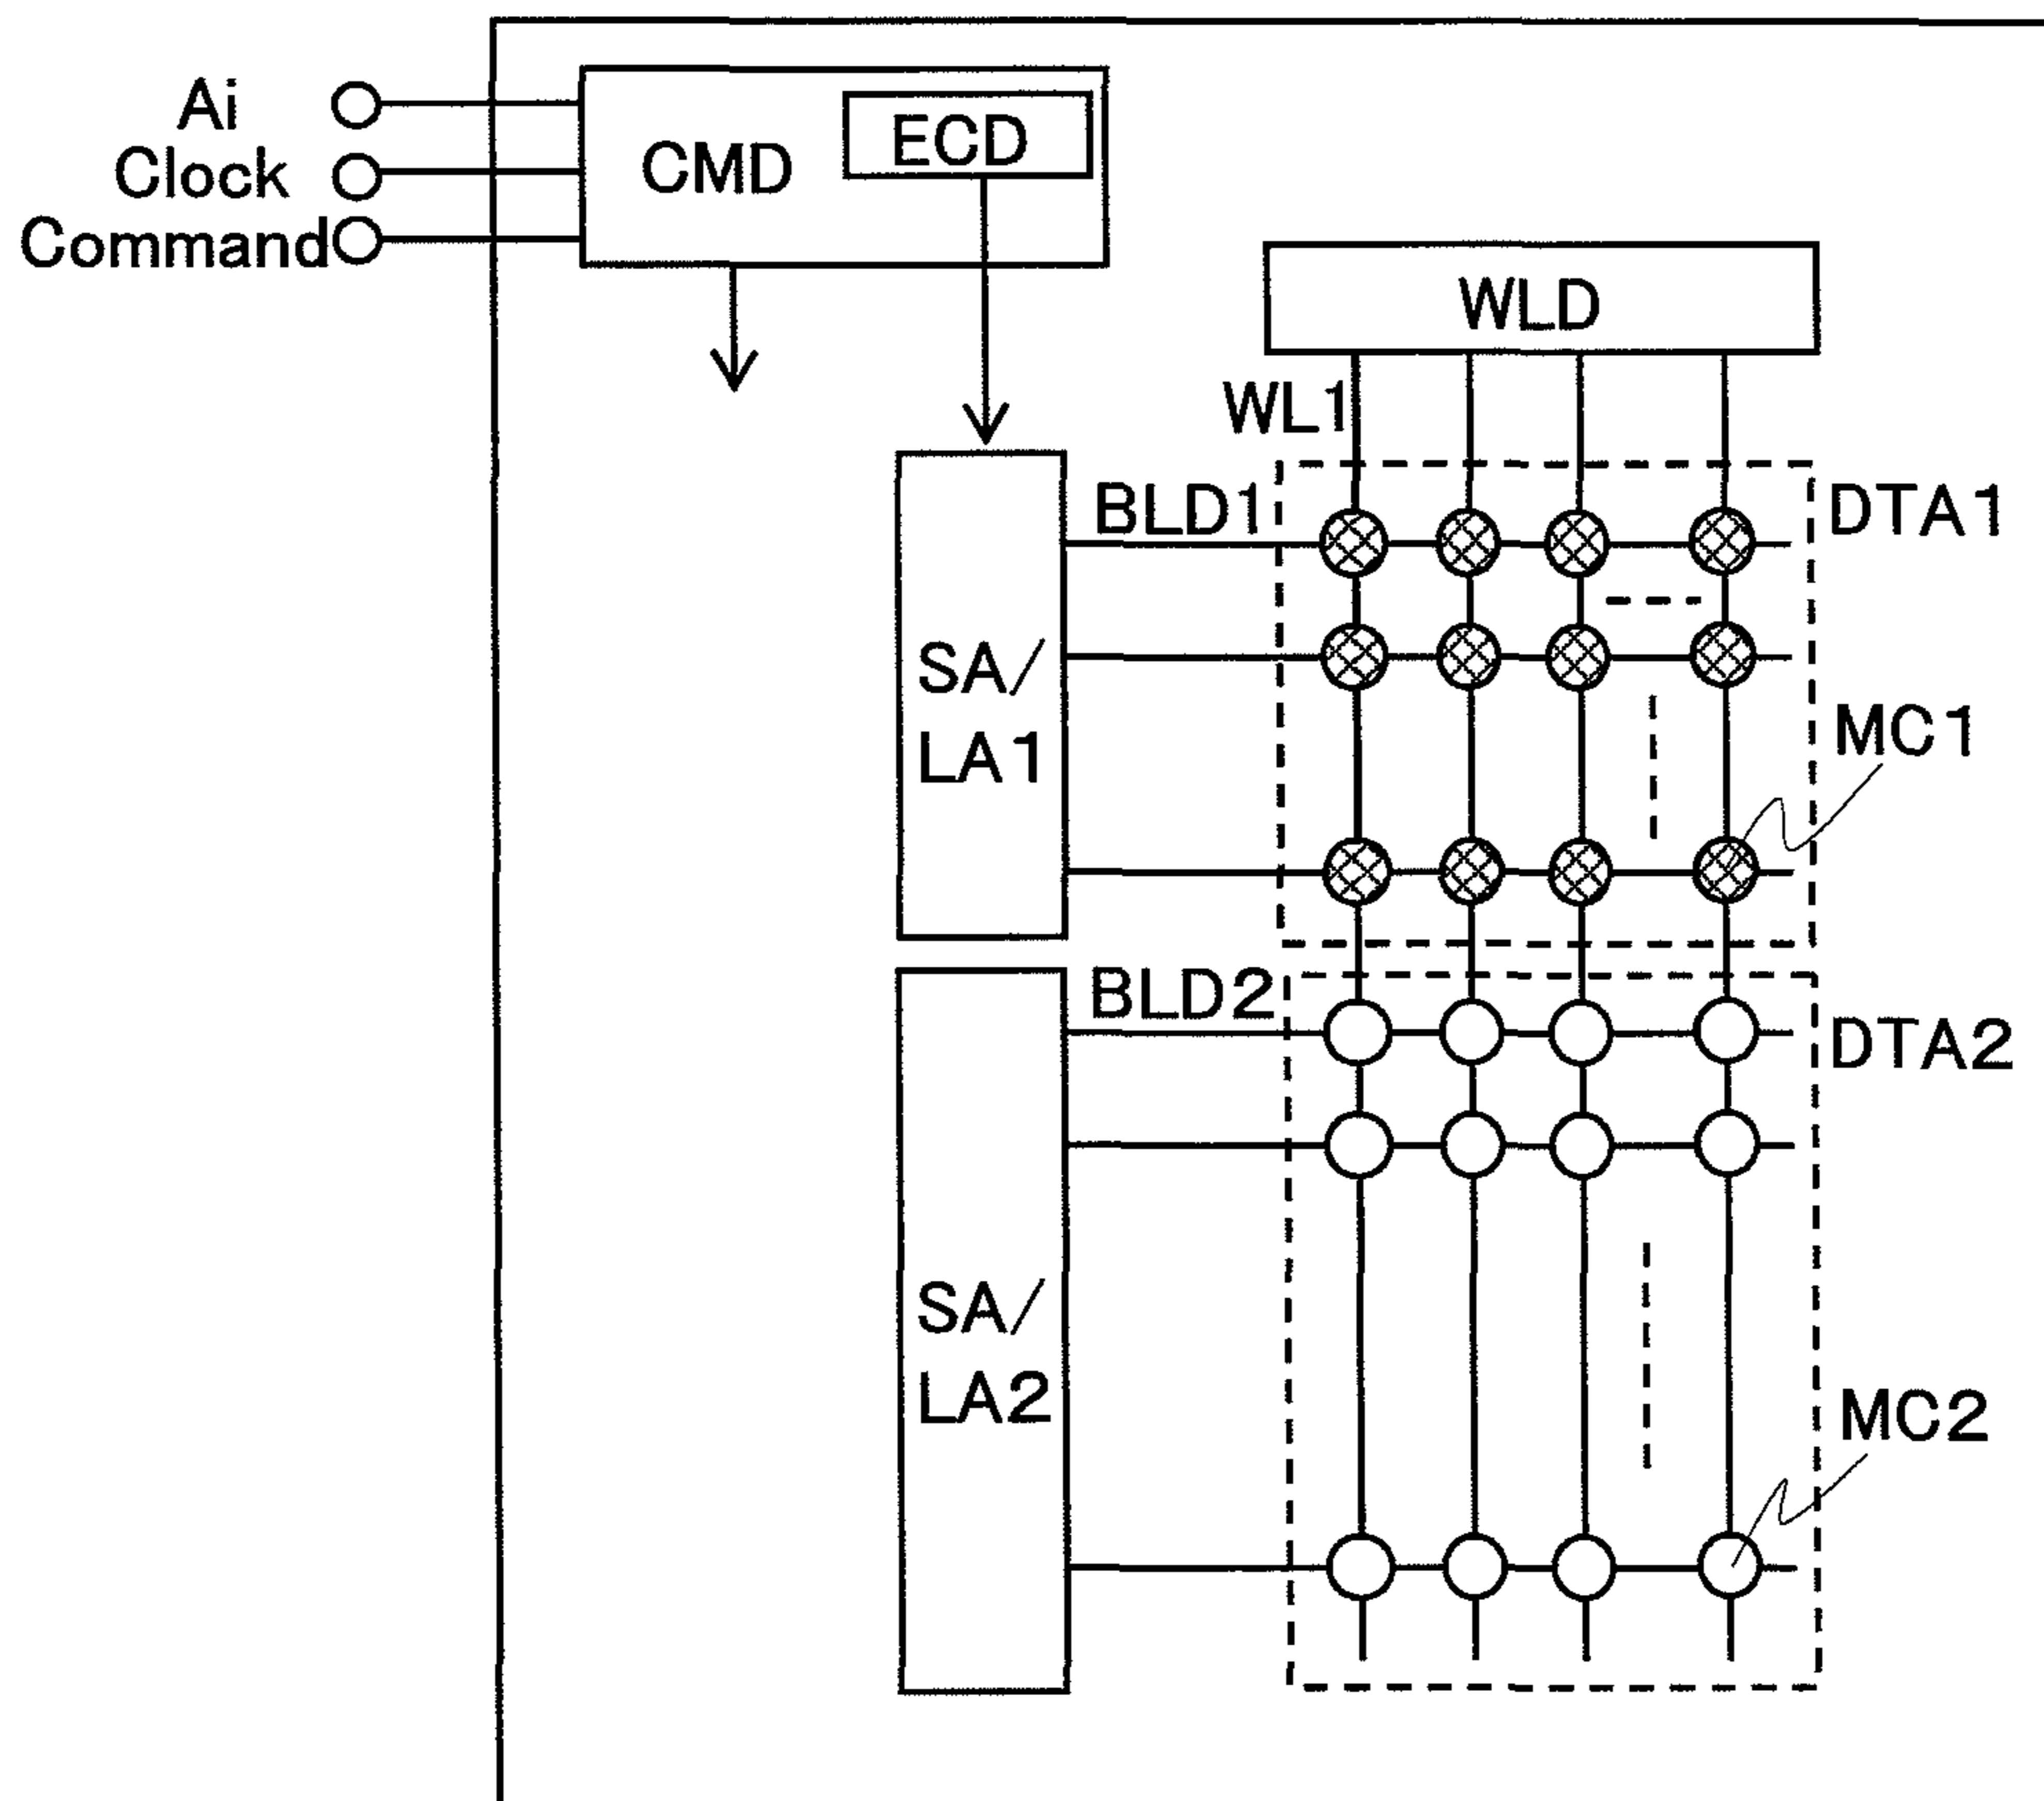 Ai
Clock
Command
CMD
ECD
WLD
WL1
BLD1
DTA1
SA/
LA1
MC1
BLD2
DTA2
SA/
LA2
MC2